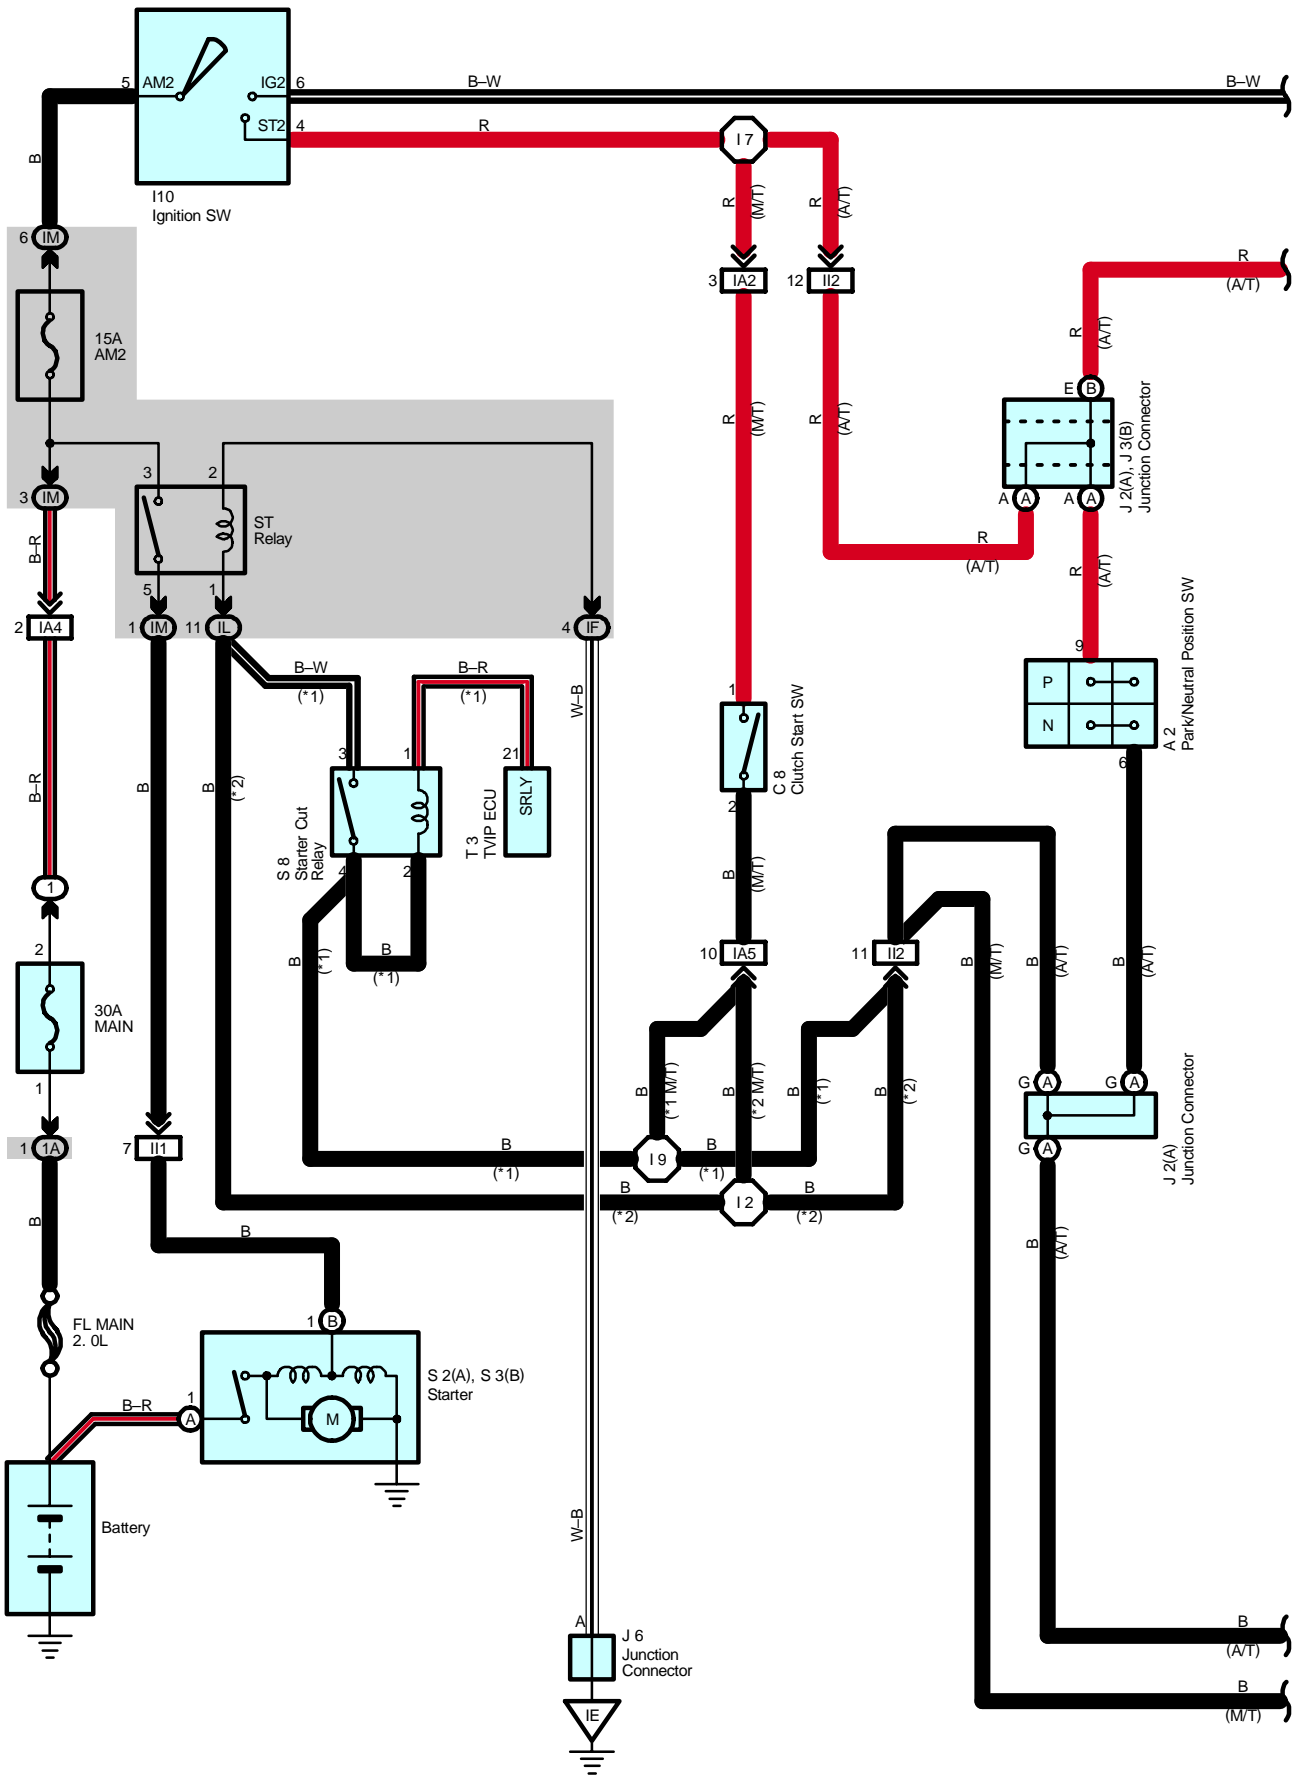 5
AM2
IG2
6
B–W
B–W
ST2
4
R
I 7
B
I10
Ignition SW
R
(M/T)
R
(A/T)
6
IM
3
IA2
12
II2
R
(A/T)
15A
AM2
R
(A/T)
E
B
J 2(A), J 3(B)
Junction Connector
R
(M/T)
R
(A/T)
3
2
3
IM
A
A
A
A
ST
Relay
R
(A/T)
B–R
R
(A/T)
5
1
2
IA4
1
IM
11
IL
4
IF
9
B–W
(*1)
B–R
(*1)
W–B
P
N
A 2
Park/Neutral Position SW
6
1
C 8
Clutch Start SW
2
3
1
21
SRLY
T 3
TVIP ECU
B–R
B
B
(*2)
S 8
Starter Cut
Relay
4
2
1
B
(M/T)
2
B
(*1)
B
(*1)
10
IA5
11
II2
B
(M/T)
B
(A/T)
B
(A/T)
30A
MAIN
1
B
(*1 M/T)
B
(*2 M/T)
B
(*1)
B
(*2)
G
A
G
A
1
1A
7
II1
B
(*1)
I 9
B
(*1)
G
A
J 2(A)
Junction Connector
B
B
(*2)
I 2
B
(*2)
B
B
(A/T)
FL MAIN
2. 0L
1
B
S 2(A), S 3(B)
Starter
B–R
1
A
M
Battery
W–B
A
J 6
Junction
Connector
B
(A/T)
B
(M/T)
IE